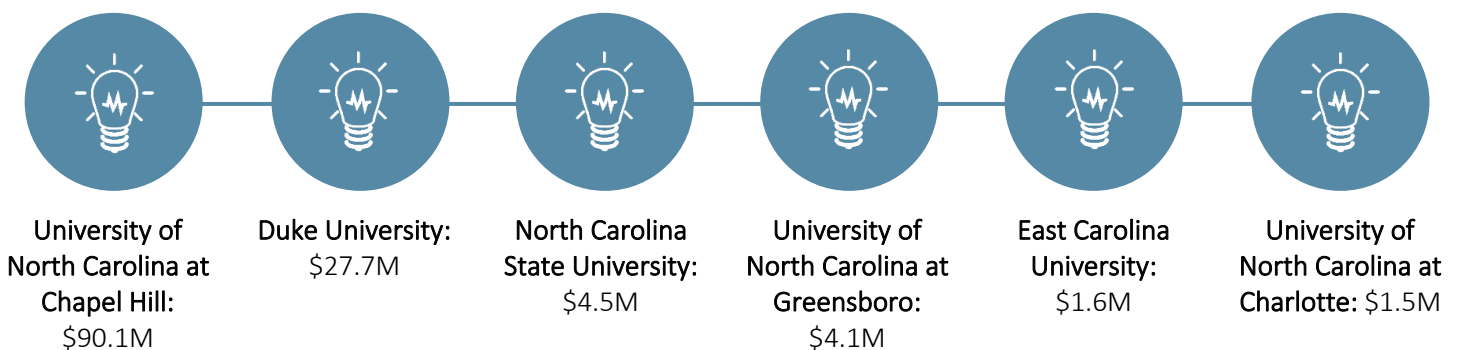 University of
North Carolina at
Chapel Hill:
$90.1M
Duke University:
$27.7M
North Carolina
State University:
$4.5M
University of
North Carolina at
Greensboro:
$4.1M
East Carolina
University:
$1.6M
University of
North Carolina at
Charlotte: $1.5M